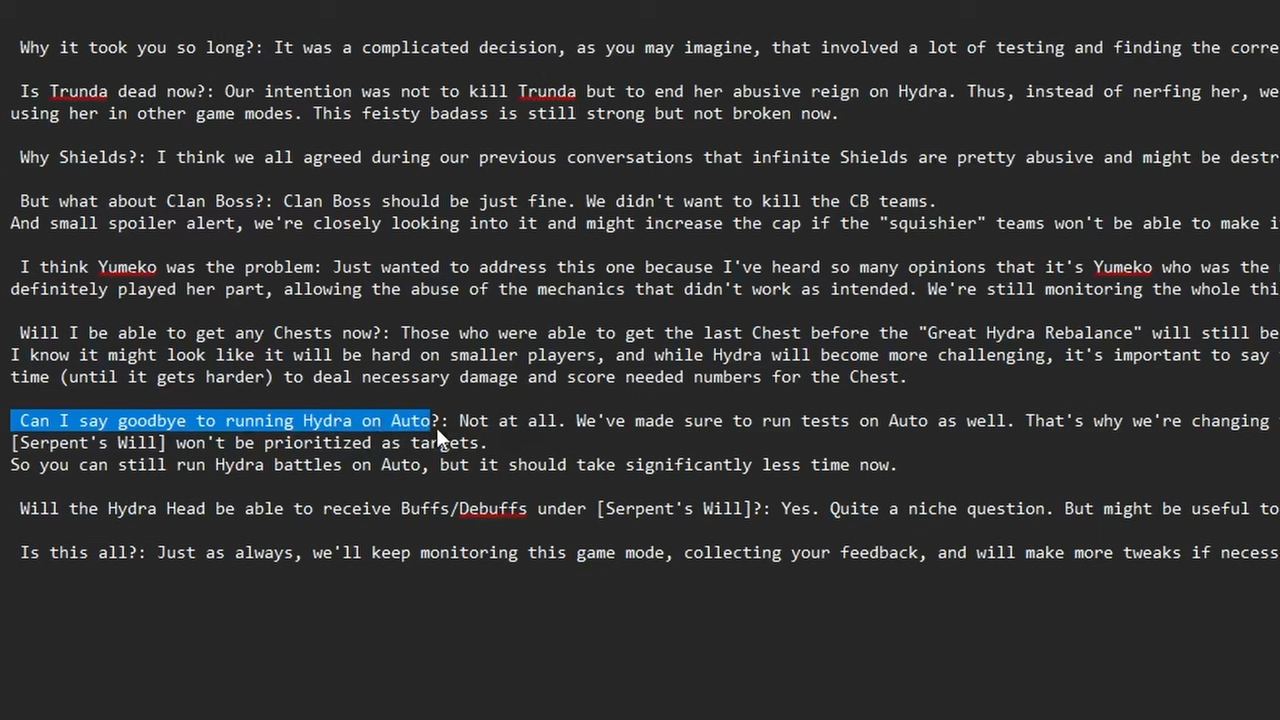 Why it took you so long?: It was a complicated decision, as you may imagine, that involved a lot of testing and finding the
Is Trunda dead now?: Our intention was not to kill Trunda but to end her abusive reign on Hydra. Thus, instead of nerfing her, we
using her in other game modes. This feisty badass is still strong but not broken now.
Why Shields?: I think we all agreed during our previous conversations that infinite Shields are pretty abusive and might be
But what about Clan Boss?: Clan Boss should be just fine. We didn't want to kill the CB teams.
And small spoiler alert, we're closely looking into it and might increase the cap if the "squishier" teams won't be able to make
I think Yumeko was the problem: Just wanted to address this one because I've heard so many opinions that it's Yumeko who was the
definitely played her part, allowing the abuse of the mechanics that didn't work as intended. We're still monitoring the whole
Will I be able to get any Chests now?: Those who were able to get the last Chest before the "Great Hydra Rebalance" will still be
I know it might look like it will be hard on smaller players, and while Hydra will become more challenging, it's important to say
time (until it gets harder) to deal necessary damage and score needed numbers for the Chest.
Can I say goodbye to running Hydra on Auto?: Not at all. We've made sure to run tests on Auto as well. That's why we're changing
[Serpent's Will] won't be prioritized as targets.
So you can still run Hydra battles on Auto, but it should take significantly less time now.
Will the Hydra Head be able to receive Buffs/Debuffs under [Serpent's Will]?: Yes. Quite a niche question. But might be useful to
Is this all?: Just as always, we'll keep monitoring this game mode, collecting your feedback, and will make more tweaks if